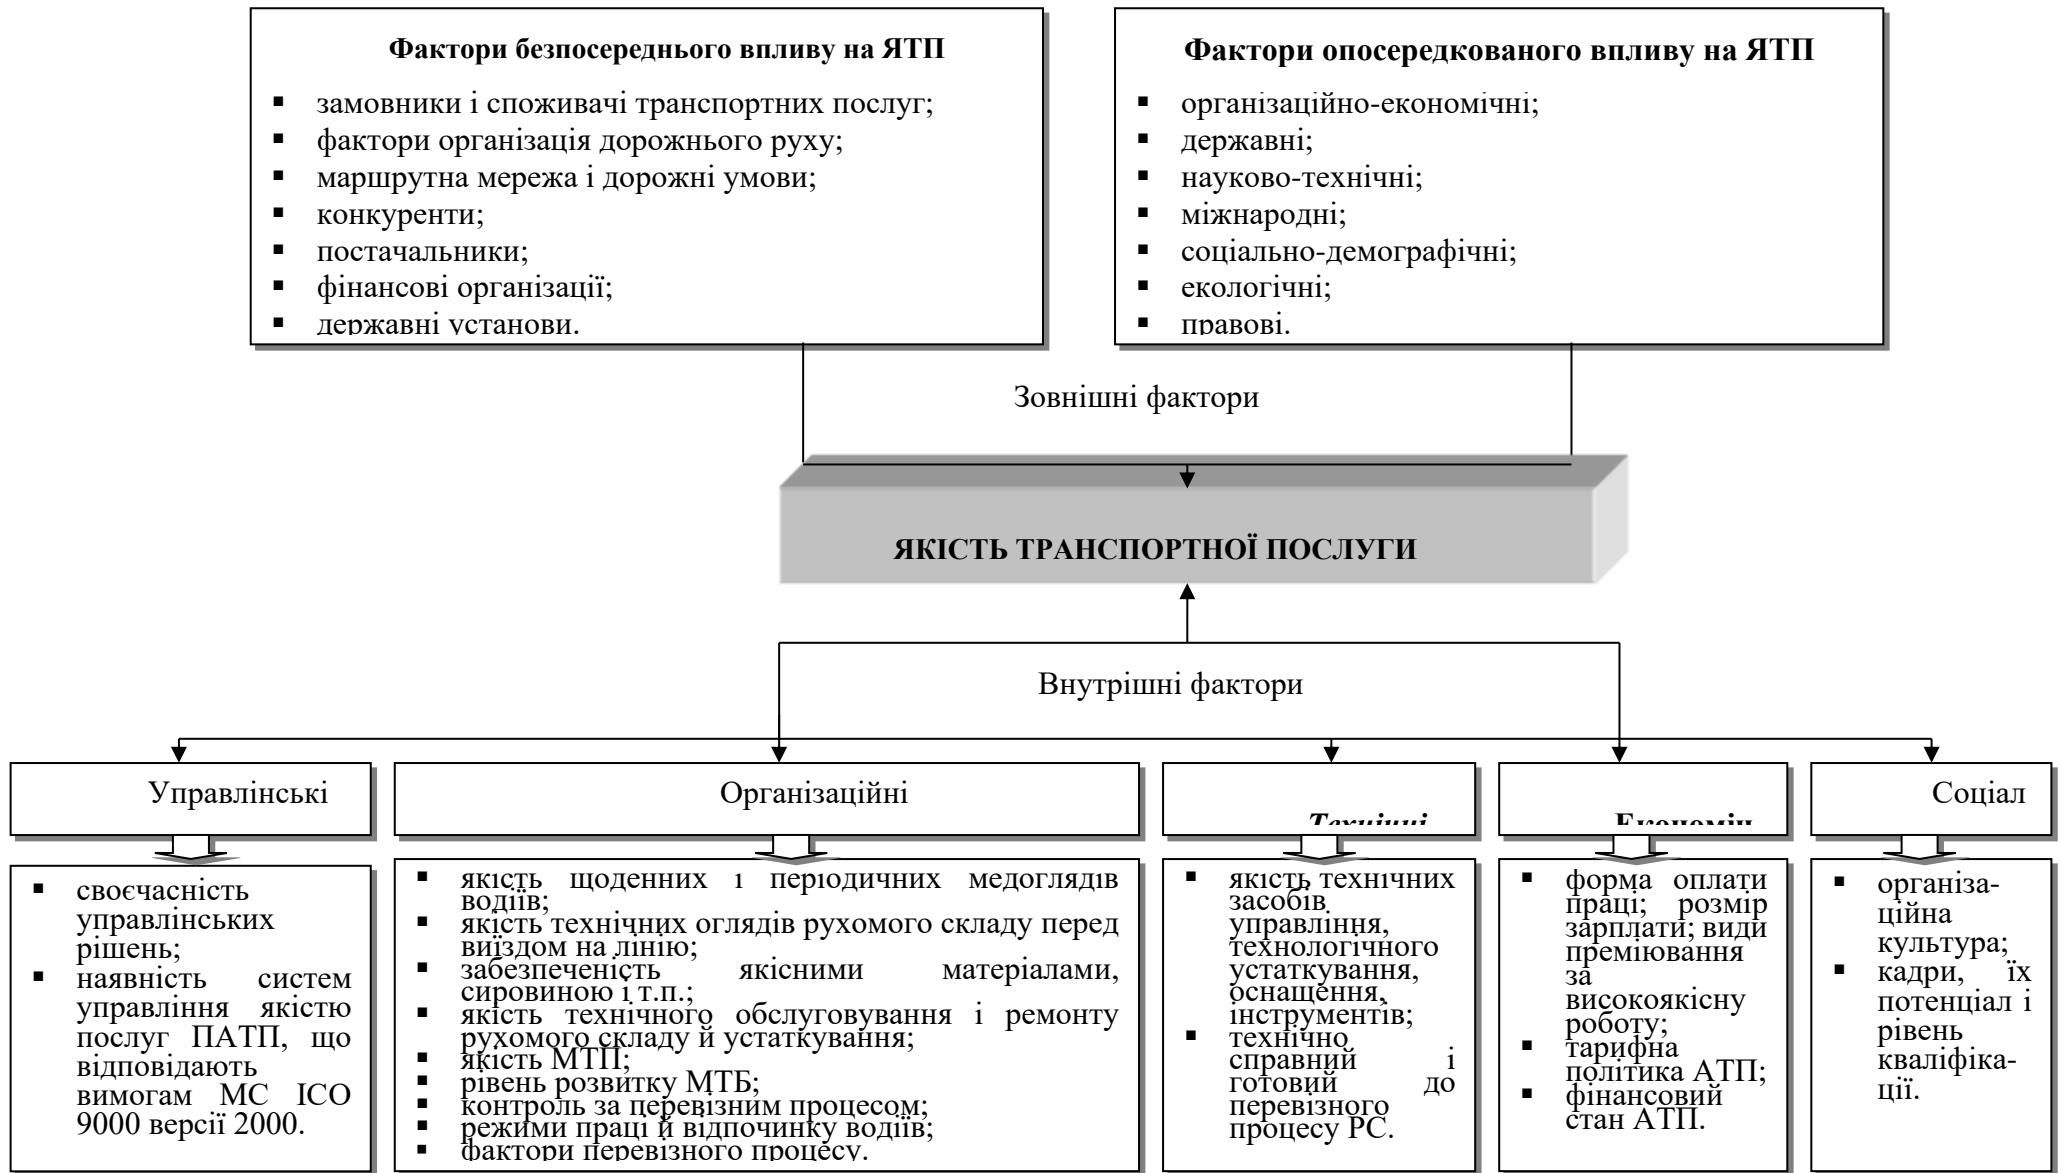 Фактори безпосереднього впливу на ЯТП
замовники і споживачі транспортних послуг;
фактори організація дорожнього руху;
маршрутна мережа і дорожні умови;
конкуренти;
постачальники;
фінансові організації;
державні установи.
Фактори опосередкованого впливу на ЯТП
організаційно-економічні;
державні;
науково-технічні;
міжнародні;
соціально-демографічні;
екологічні;
правові.
Зовнішні фактори
ЯКІСТЬ ТРАНСПОРТНОЇ ПОСЛУГИ
Внутрішні фактори
Управлінські
своєчасність
управлінських
рішень;
наявність систем
управління якістю
послуг ПАТП, що
відповідають
вимогам МС ІСО
9000 версії 2000.
Організаційні
якість щоденних і періодичних медоглядів
водіїв;
якість технічних оглядів рухомого складу перед
виїздом на лінію;
забезпеченість якісними матеріалами,
сировиною і т.п.;
якість технічного обслуговування і ремонту
рухомого складу й устаткування;
якість МТП;
рівень розвитку МТБ;
контроль за перевізним процесом;
режими праці й відпочинку водіїв;
фактори перевізного процесу.
Технічні
якість технічних
засобів
управління,
технологічного
устаткування,
оснащення,
інструментів;
технічно
справний і
готовий до
перевізного
процесу РС.
Економіч
форма оплати
праці; розмір
зарплати; види
преміювання
за
високоякісну
роботу;
тарифна
політика АТП;
фінансовий
стан АТП.
Соціал
організа-
ційна
культура;
кадри, їх
потенціал і
рівень
кваліфіка-
ції.